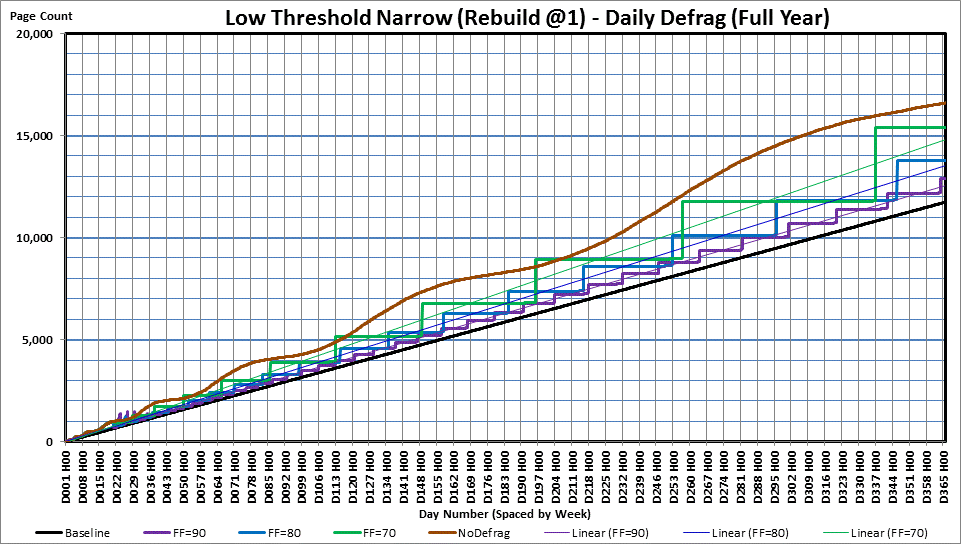 Page Count
Low Threshold Narrow (Rebuild @1) - Daily Defrag (Full Year)
20,000
15,000
10,000
5,000
0
D001 H00
D008 H00
D015 H00
D022 H00
D029 H00
D036 H00
D043 H00
D050 H00
D057 H00
D064 H00
D071 H00
D078 H00
D085 H00
D092 H00
D099 H00
D106 H00
D113 H00
D120 H00
D127 H00
D134 H00
D141 H00
D148 H00
D155 H00
D162 H00
D169 H00
D176 H00
D183 H00
D190 H00
D197 H00
D204 H00
D211 H00
D218 H00
D225 H00
D232 H00
D239 H00
D246 H00
D253 H00
D260 H00
D267 H00
D274 H00
D281 H00
D288 H00
D295 H00
D302 H00
D309 H00
D316 H00
D323 H00
D330 H00
D337 H00
D344 H00
D351 H00
D358 H00
D365 H00
Day Number (Spaced by Week)
Baseline FF=90 FF=80 FF=70 NoDefrag Linear (FF=90) Linear (FF=80) Linear (FF=70)